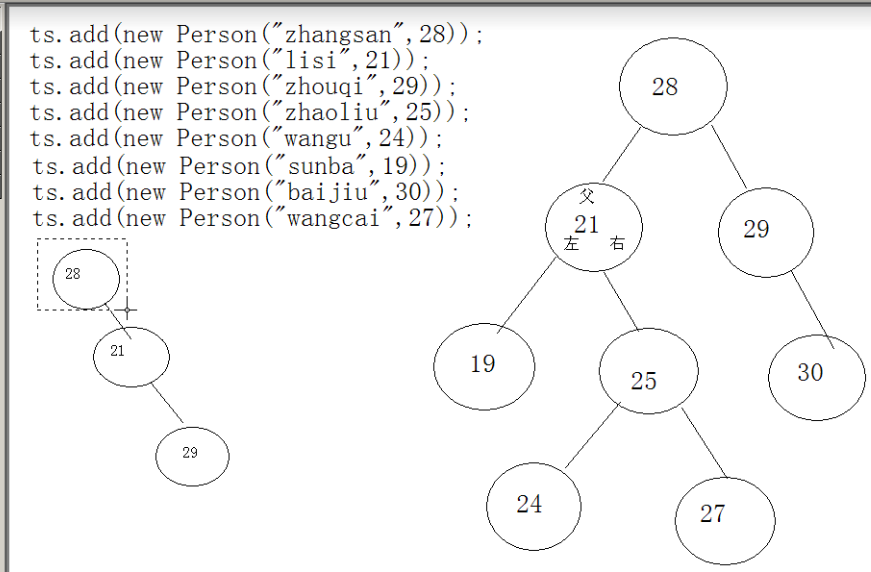 ts.add(new Person("zhangsan",28));
ts.add(new Person("lisi",21));
ts.add(new Person("zhouqi",29));
ts.add(new Person("zhaoliu",25));
ts.add(new Person("wangu",24));
ts.add(new Person("sunba",19));
ts.add(new Person("baijiu",30));
ts.add(new Person("wangcai",27));
28
21
29
28
父
21
左 右
29
19
25
30
24
27